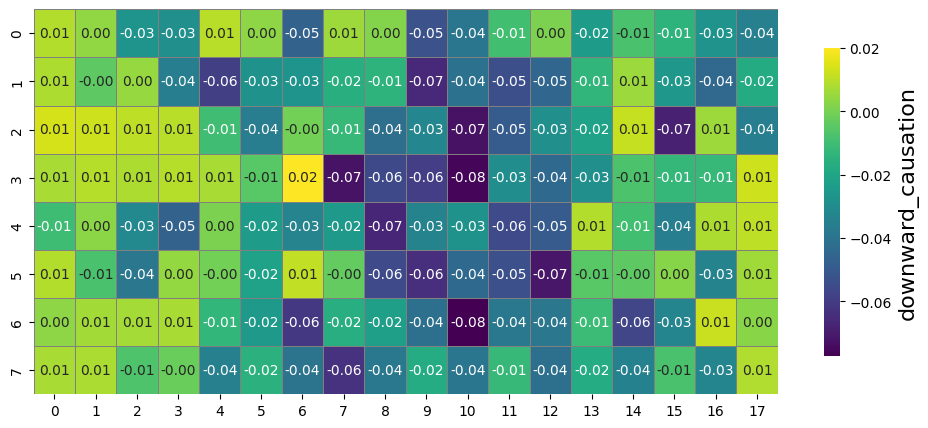 0 0.01 0.00 -0.03 -0.03 0.01 0.00 -0.05 0.01 0.00 -0.05 -0.04 -0.01 0.00 -0.02 -0.01 -0.01 -0.03 -0.04
1 0.01 -0.00 0.00 -0.04 -0.06 -0.03 -0.03 -0.02 -0.01 -0.07 -0.04 -0.05 -0.05 -0.01 0.01 -0.03 -0.04 -0.02
2 0.01 0.01 0.01 0.01 -0.01 -0.04 -0.00 -0.01 -0.04 -0.03 -0.07 -0.05 -0.03 -0.02 0.01 -0.07 0.01 -0.04
3 0.01 0.01 0.01 0.01 0.01 -0.01 0.02 -0.07 -0.06 -0.06 -0.08 -0.03 -0.04 -0.03 -0.01 -0.01 -0.01 0.01
4 -0.01 0.00 -0.03 -0.05 0.00 -0.02 -0.03 -0.02 -0.07 -0.03 -0.03 -0.06 -0.05 0.01 -0.01 -0.04 0.01 0.01
5 0.01 -0.01 -0.04 0.00 -0.00 -0.02 0.01 -0.00 -0.06 -0.06 -0.04 -0.05 -0.07 -0.01 -0.00 0.00 -0.03 0.01
6 0.00 0.01 0.01 0.01 -0.01 -0.02 -0.06 -0.02 -0.02 -0.04 -0.08 -0.04 -0.04 -0.01 -0.06 -0.03 0.01 0.00
7 0.01 0.01 -0.01 -0.00 -0.04 -0.02 -0.04 -0.06 -0.04 -0.02 -0.04 -0.01 -0.04 -0.02 -0.04 -0.01 -0.03 0.01
0 1 2 3 4 5 6 7 8 9 10 11 12 13 14 15 16 17
0.02
0.00
-0.02
-0.04
-0.06
downward_causation